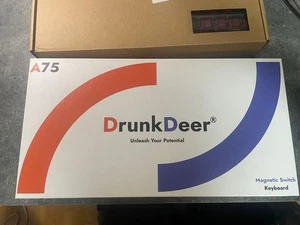 A75
DrunkDeer®
Unleash Your Potential
Magnetic Switch
Keyboard